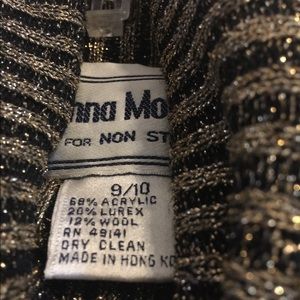 nna Mo
FOR NON ST
9/10
68% ACRYLIC
20% LUREX
12% WOOL
RN 49141
DRY CLEAN
MADE IN HONG KO